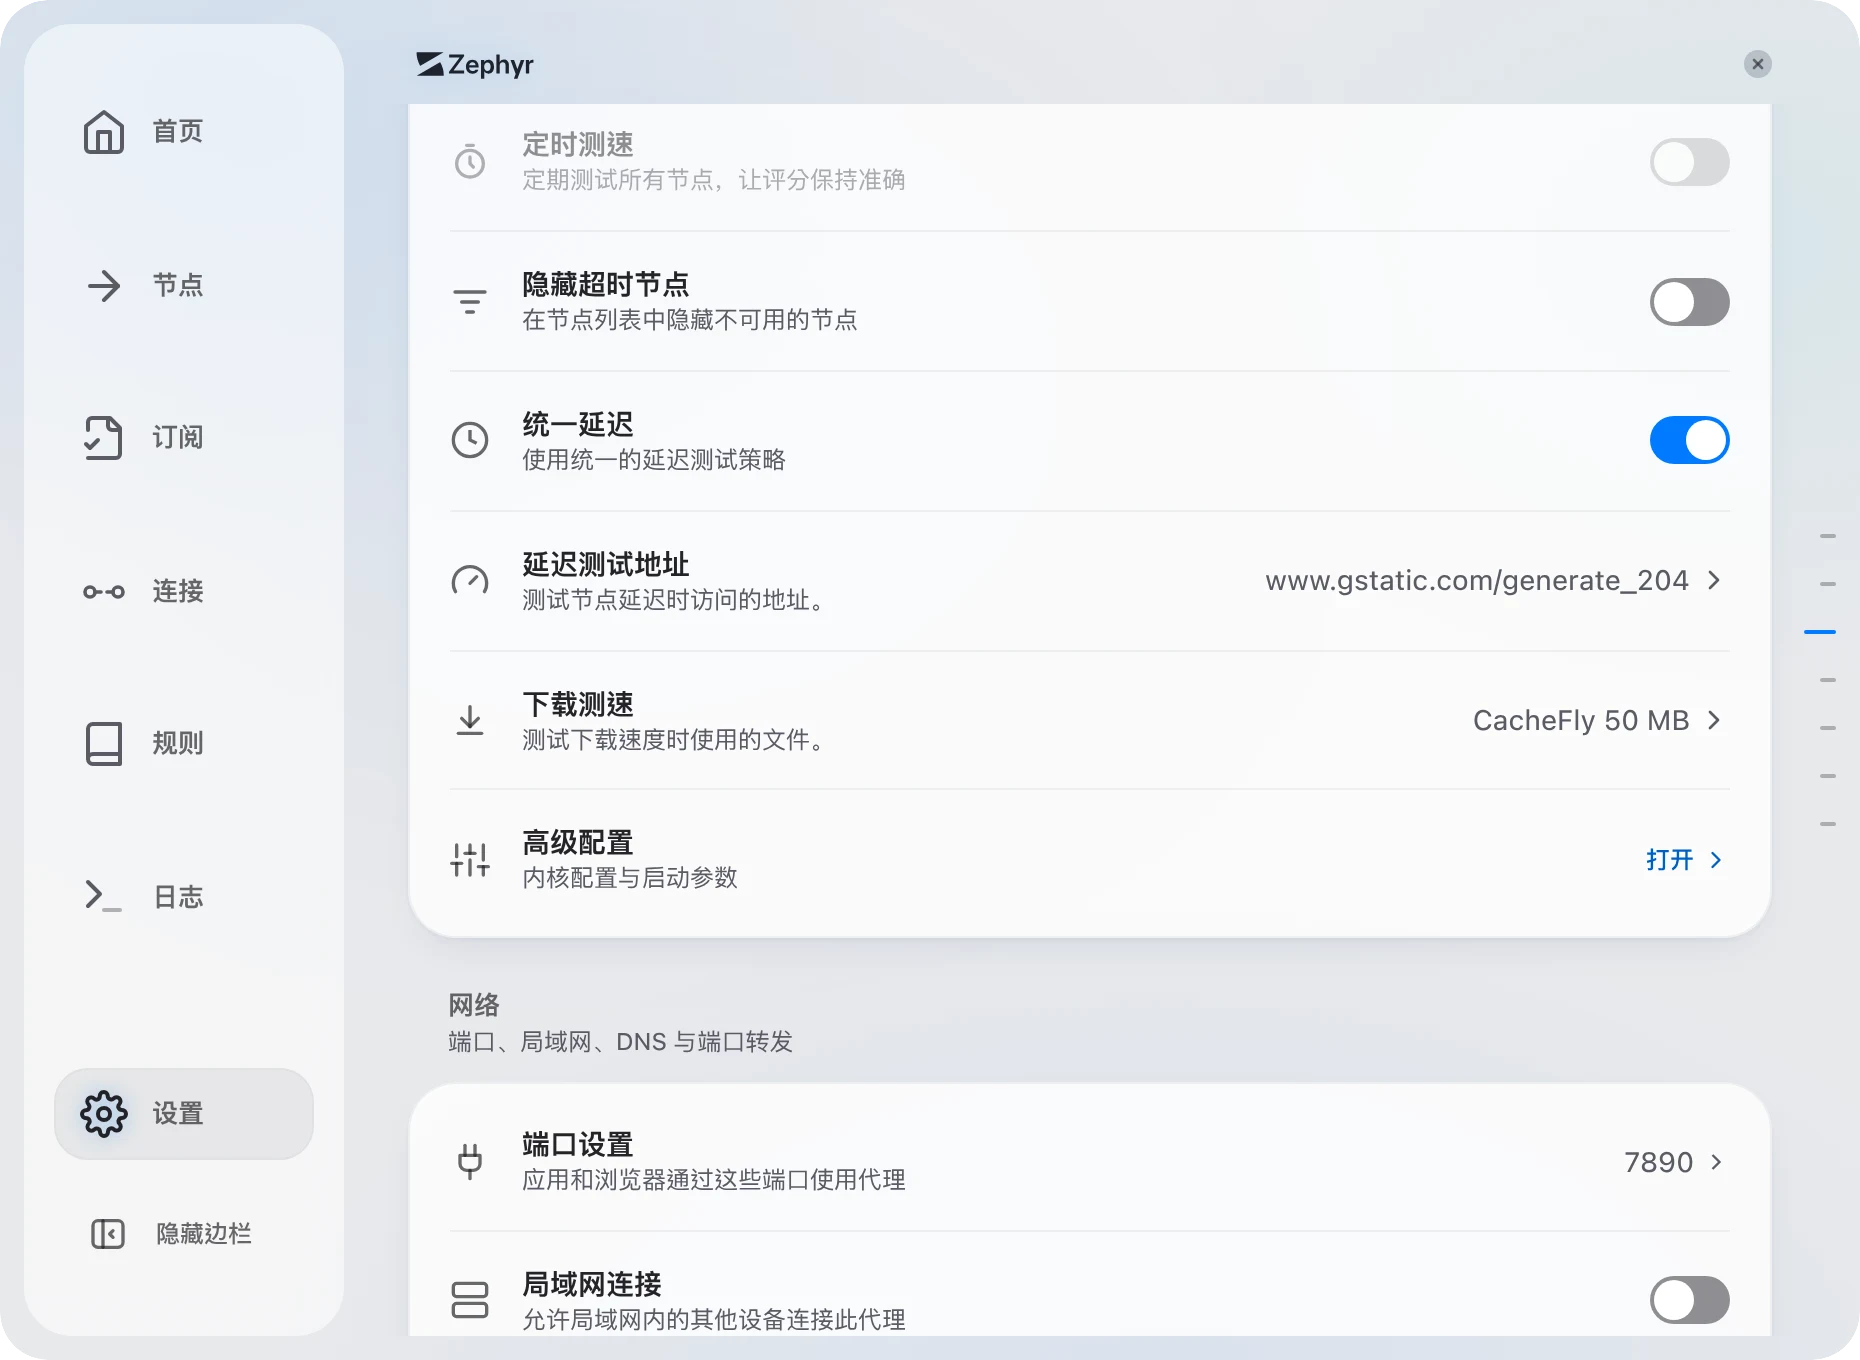 Zephyr
首页
节点
订阅
连接
规则
日志
设置
隐藏边栏
定时测速
定期测试所有节点，让评分保持准确
隐藏超时节点
在节点列表中隐藏不可用的节点
统一延迟
使用统一的延迟测试策略
延迟测试地址
测试节点延迟时访问的地址。
www.gstatic.com/generate_204
下载测速
测试下载速度时使用的文件。
CacheFly 50 MB
高级配置
内核配置与启动参数
打开
网络
端口、局域网、DNS 与端口转发
端口设置
应用和浏览器通过这些端口使用代理
7890
局域网连接
允许局域网内的其他设备连接此代理